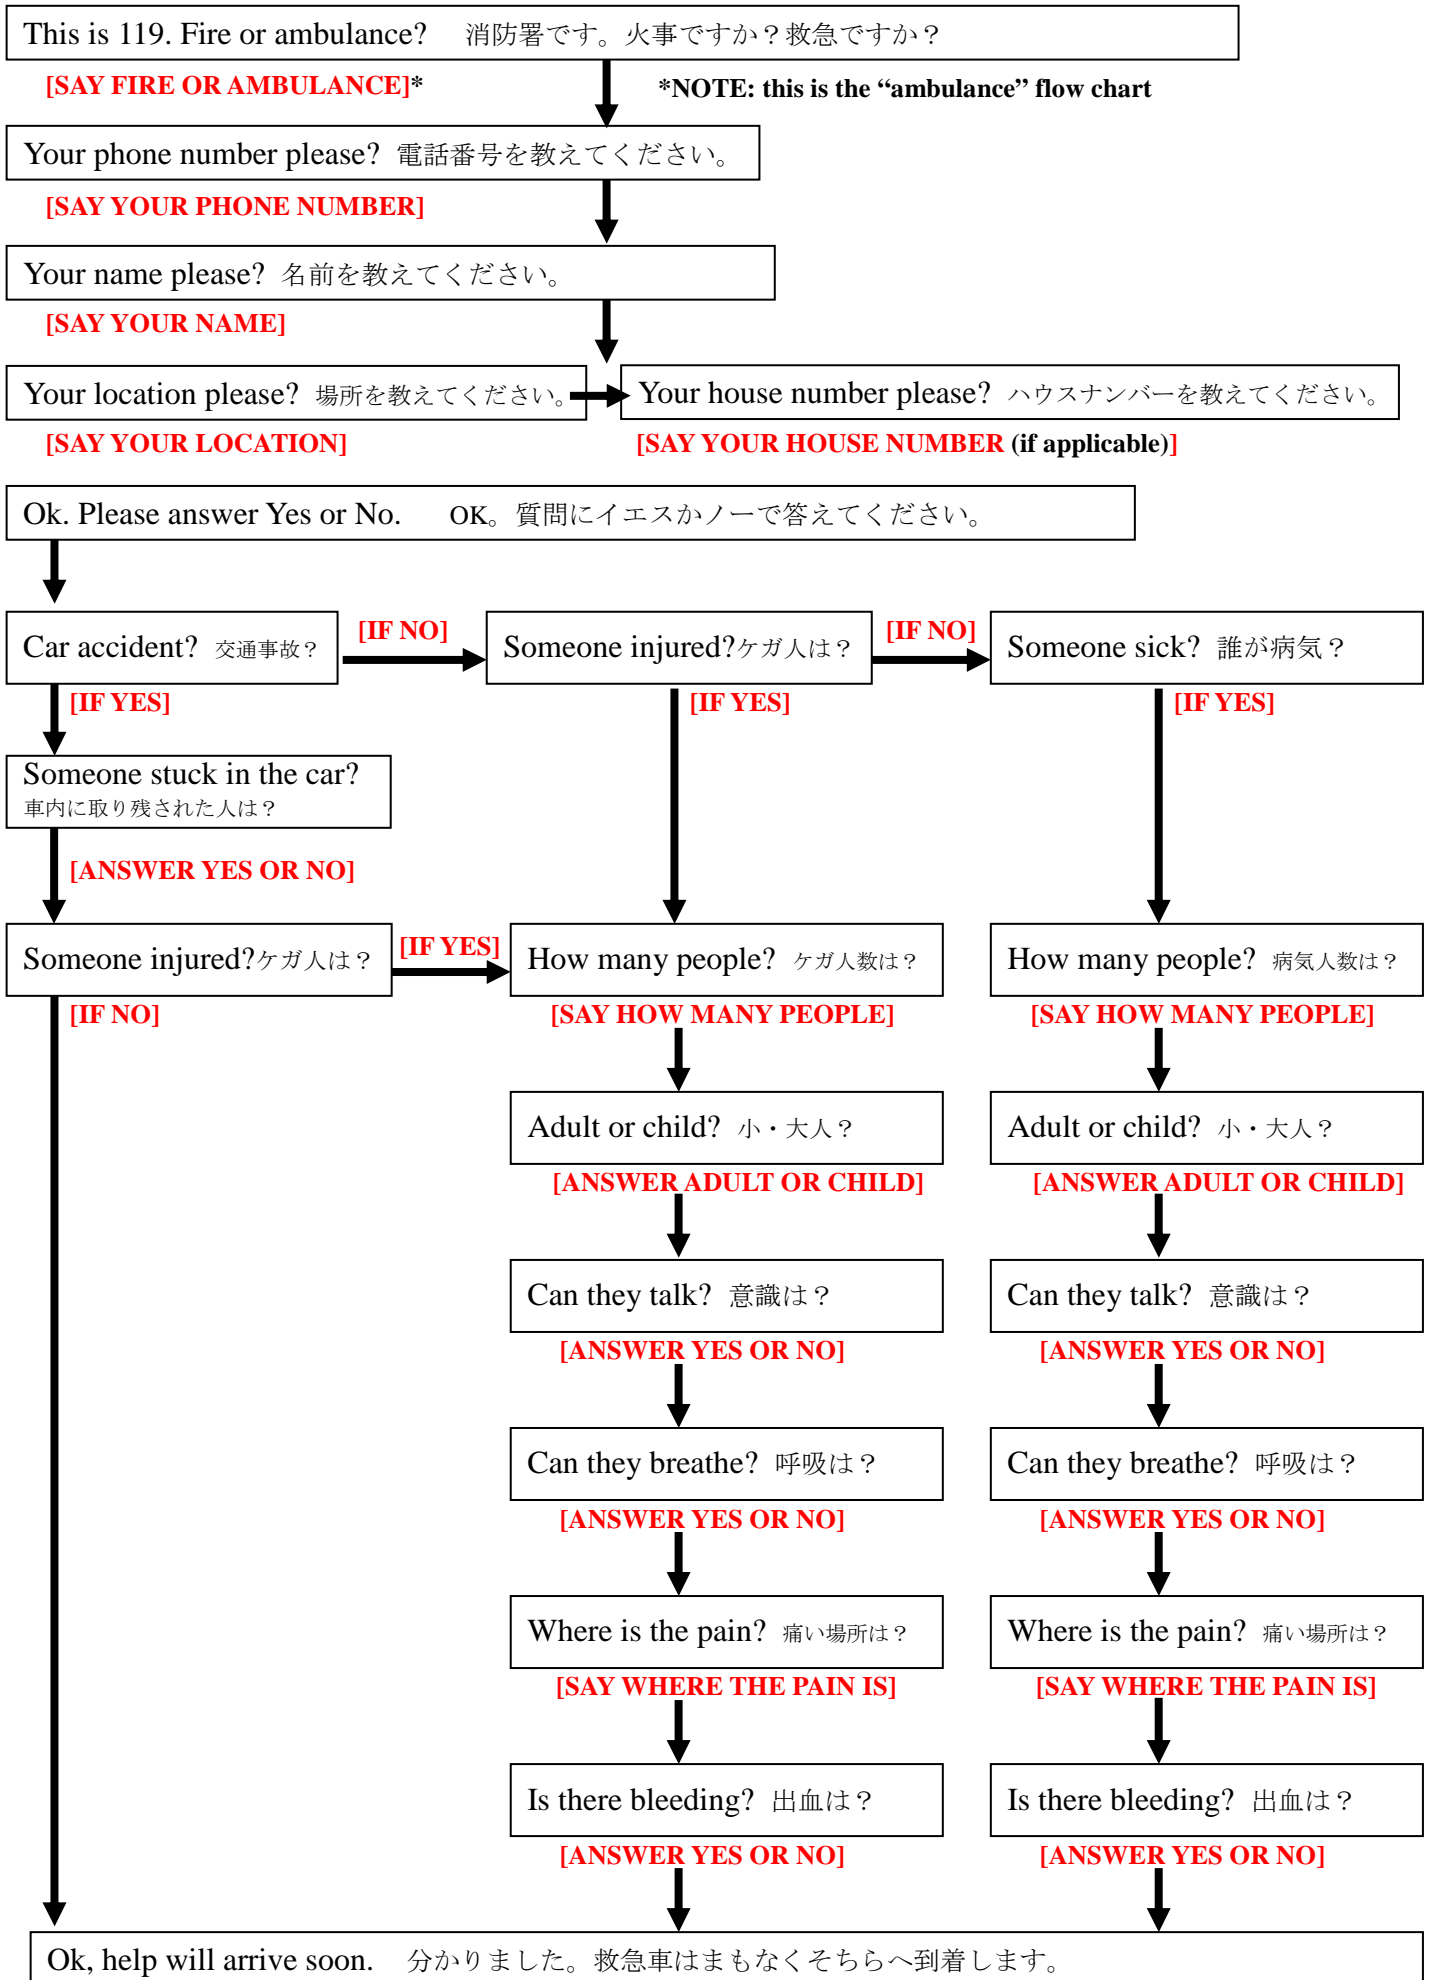 This is 119. Fire or ambulance? 消防署です。火事ですか？救急ですか？
[SAY FIRE OR AMBULANCE]*
*NOTE: this is the “ambulance” flow chart
Your phone number please? 電話番号を教えてください。
[SAY YOUR PHONE NUMBER]
Your name please? 名前を教えてください。
[SAY YOUR NAME]
Your location please? 場所を教えてください。
Your house number please? ハウスナンバーを教えてください。
[SAY YOUR LOCATION]
[SAY YOUR HOUSE NUMBER (if applicable)]
Ok. Please answer Yes or No. OK。質問にイエスかノーで答えてください。
Car accident? 交通事故？
[IF NO]
Someone injured?ケガ人は？
[IF NO]
Someone sick? 誰が病気？
[IF YES]
[IF YES]
[IF YES]
Someone stuck in the car?
車内に取り残された人は？
[ANSWER YES OR NO]
Someone injured?ケガ人は？
[IF YES]
How many people? ケガ人数は？
How many people? 病気人数は？
[IF NO]
[SAY HOW MANY PEOPLE]
[SAY HOW MANY PEOPLE]
Adult or child? 小・大人？
Adult or child? 小・大人？
[ANSWER ADULT OR CHILD]
[ANSWER ADULT OR CHILD]
Can they talk? 意識は？
Can they talk? 意識は？
[ANSWER YES OR NO]
[ANSWER YES OR NO]
Can they breathe? 呼吸は？
Can they breathe? 呼吸は？
[ANSWER YES OR NO]
[ANSWER YES OR NO]
Where is the pain? 痛い場所は？
Where is the pain? 痛い場所は？
[SAY WHERE THE PAIN IS]
[SAY WHERE THE PAIN IS]
Is there bleeding? 出血は？
Is there bleeding? 出血は？
[ANSWER YES OR NO]
[ANSWER YES OR NO]
Ok, help will arrive soon. 分かりました。救急車はまもなくそちらへ到着します。